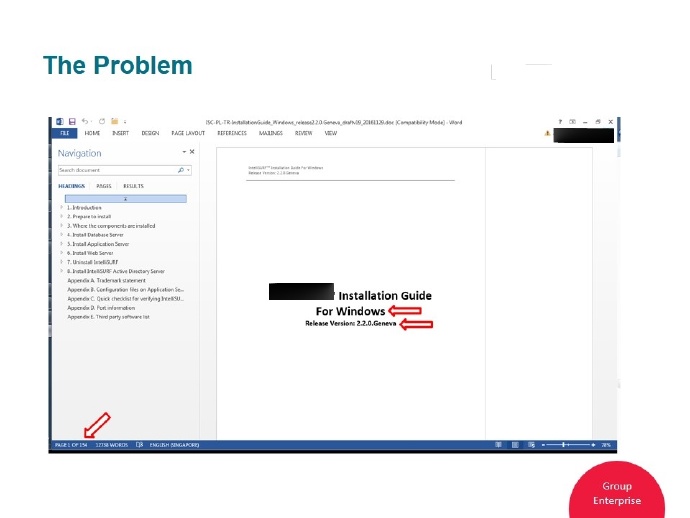 The Problem
ISC-PL-TR-InstallationGuide_Windows_release2.2.0.Geneva_draftv09_20161129.doc [Compatibility Mode] - Word
FILE HOME INSERT DESIGN PAGE LAYOUT REFERENCES MAILINGS REVIEW VIEW
Navigation
Search document
HEADINGS PAGES RESULTS
1. Introduction
2. Prepare to install
3. Where the components are installed
4. Install Database Server
5. Install Application Server
6. Install Web Server
7. Uninstall IntelliSURF
8. Install IntelliSURF Active Directory Server
Appendix A. Trademark statement
Appendix B. Configuration files on Application Se...
Appendix C. Quick checklist for verifying IntelliSU...
Appendix D. Port information
Appendix E. Third party software list
IntelliSURF™ Installation Guide For Windows
Release Version: 2.2.0.Geneva
Installation Guide
For Windows
Release Version: 2.2.0.Geneva
PAGE 1 OF 154 WORDS ENGLISH (SINGAPORE) 78%
Group
Enterprise